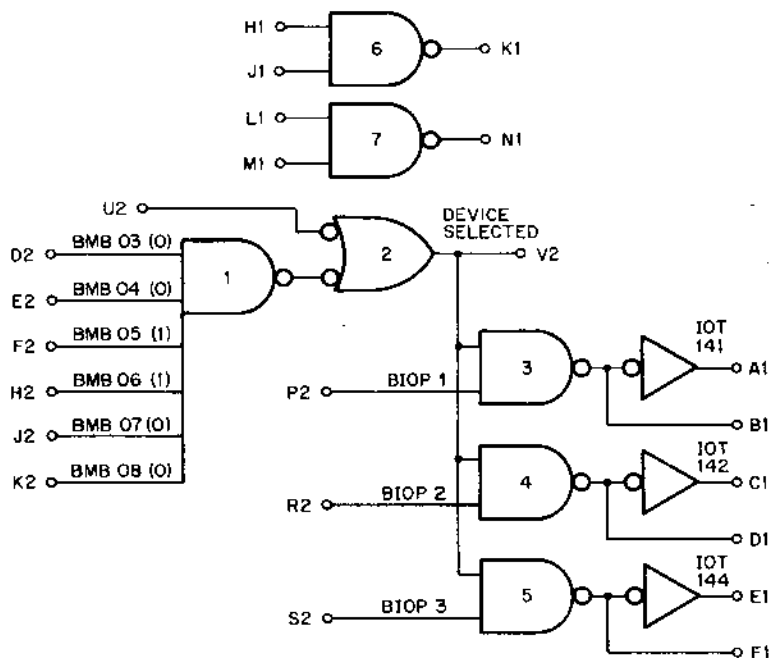 H1
6
K1
J1
L1
7
N1
M1
U2
DEVICE
SELECTED
D2 BMB 03 (0)
1
2
V2
E2 BMB 04 (0)
F2 BMB 05 (1)
H2 BMB 06 (1)
J2 BMB 07 (0)
K2 BMB 08 (0)
3
IOT
141
A1
P2 BIOP 1
B1
4
IOT
142
C1
R2 BIOP 2
D1
5
IOT
144
E1
S2 BIOP 3
F1